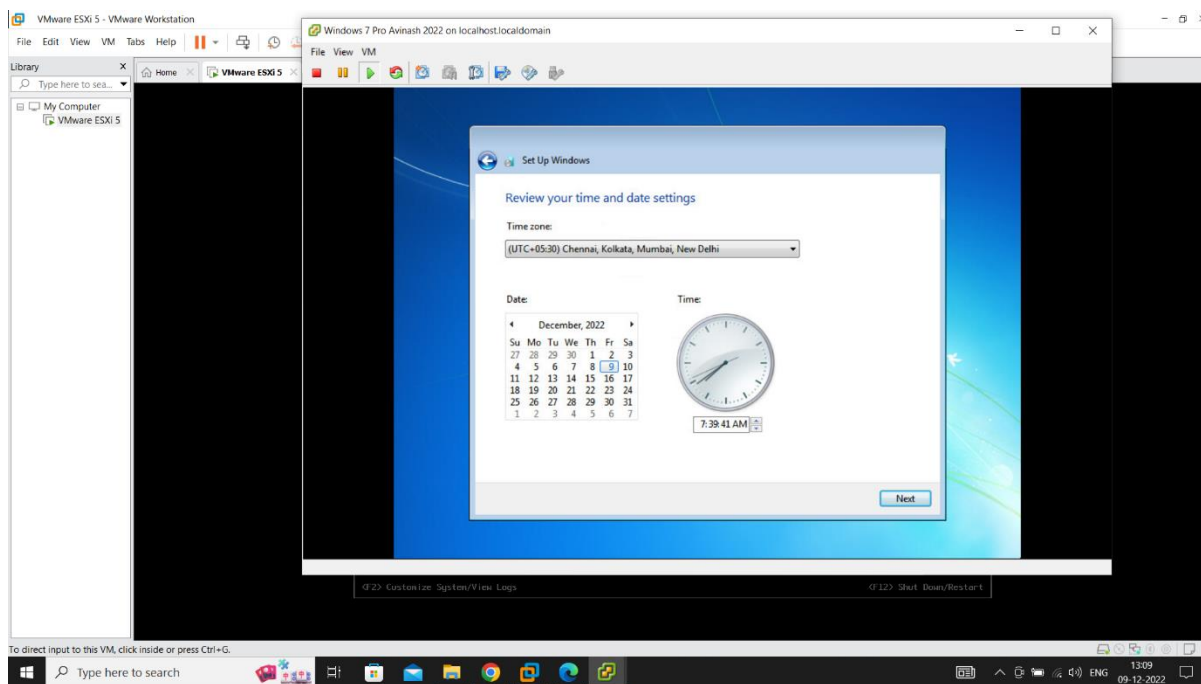 VMware ESXi 5 - VMware Workstation
File Edit View VM Tabs Help
Library X
Type here to sea...
My Computer
VMware ESXi 5
Home
VMware ESXi 5
Windows 7 Pro Avinash 2022 on localhost.localdomain
File View VM
Set Up Windows
Review your time and date settings
Time zone:
(UTC+05:30) Chennai, Kolkata, Mumbai, New Delhi
Date:
December, 2022
Su Mo Tu We Th Fr Sa
27 28 29 30 1 2 3
4 5 6 7 8 9 10
11 12 13 14 15 16 17
18 19 20 21 22 23 24
25 26 27 28 29 30 31
1 2 3 4 5 6 7
Time:
7:39:41 AM
Next
<F2> Customize System/View Logs
<F12> Shut Down/Restart
To direct input to this VM, click inside or press Ctrl+G.
Type here to search
ENG
13:09
09-12-2022